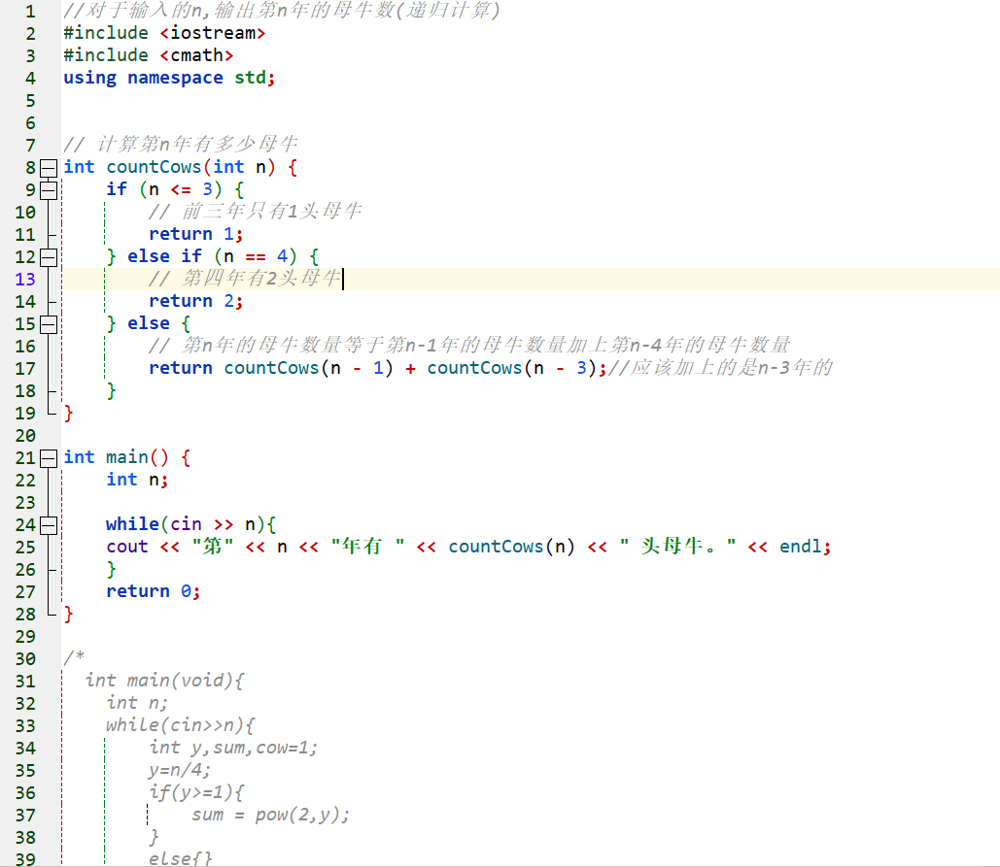 1 //对于输入的n,输出第n年的母牛数(递归计算)
2 #include <iostream>
3 #include <cmath>
4 using namespace std;
5
6
7 // 计算第n年有多少母牛
8 int countCows(int n) {
9     if (n <= 3) {
10         // 前三年只有1头母牛
11         return 1;
12     } else if (n == 4) {
13         // 第四年有2头母牛
14         return 2;
15     } else {
16         // 第n年的母牛数量等于第n-1年的母牛数量加上第n-4年的母牛数量
17         return countCows(n - 1) + countCows(n - 3);//应该加上的是n-3年的
18     }
19 }
20
21 int main() {
22     int n;
23
24     while(cin >> n){
25     cout << "第" << n << "年有 " << countCows(n) << " 头母牛。" << endl;
26     }
27     return 0;
28 }
29
30 /*
31   int main(void){
32     int n;
33     while(cin>>n){
34         int y,sum,cow=1;
35         y=n/4;
36         if(y>=1){
37             sum = pow(2,y);
38         }
39         else{}